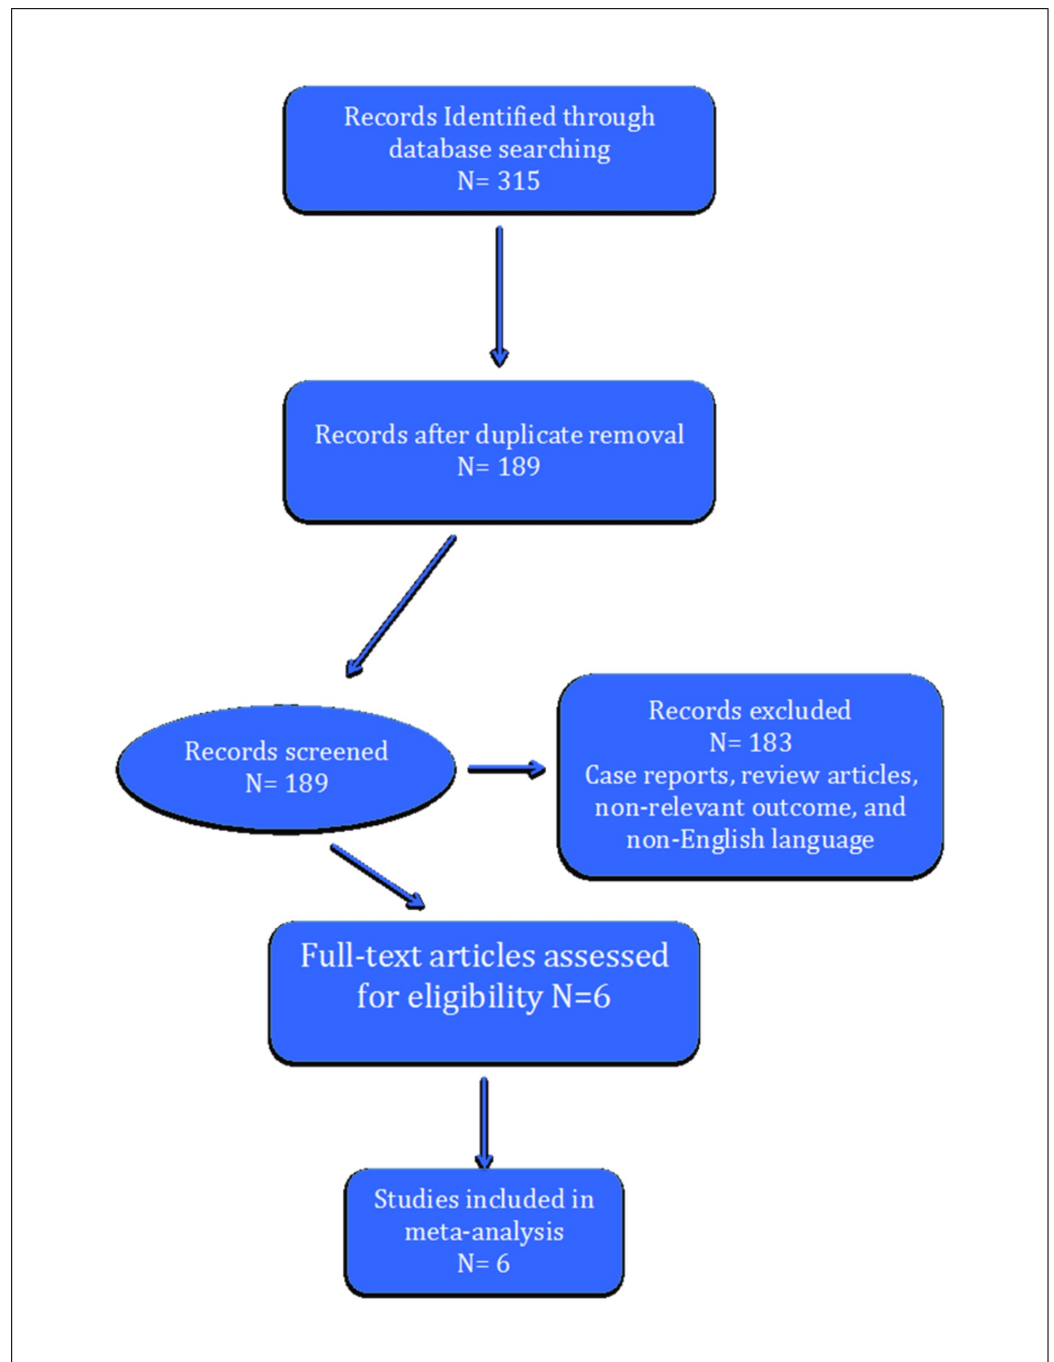 Records Identified through
database searching
N= 315
Records after duplicate removal
N= 189
Records screened
N= 189
Records excluded
N= 183
Case reports, review articles,
non-relevant outcome, and
non-English language
Full-text articles assessed
for eligibility N=6
Studies included in
meta-analysis
N= 6